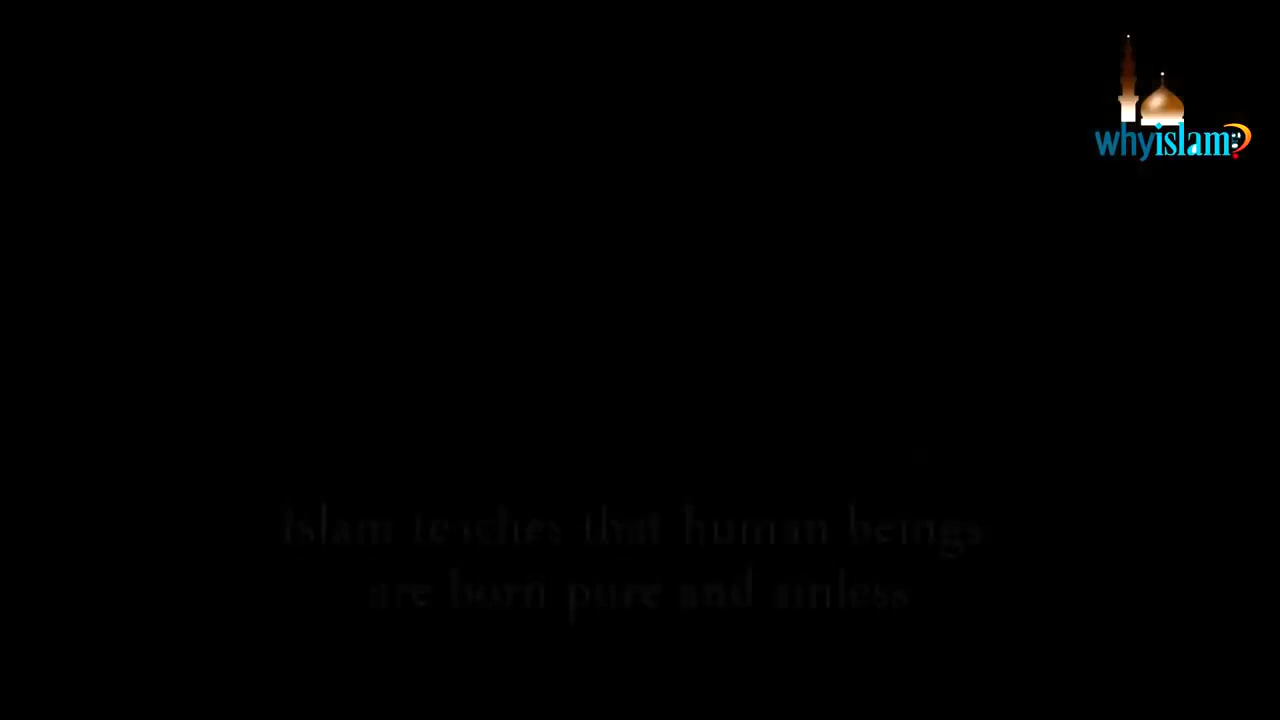 whyislam?
Islam teaches that human beings
are born pure and sinless